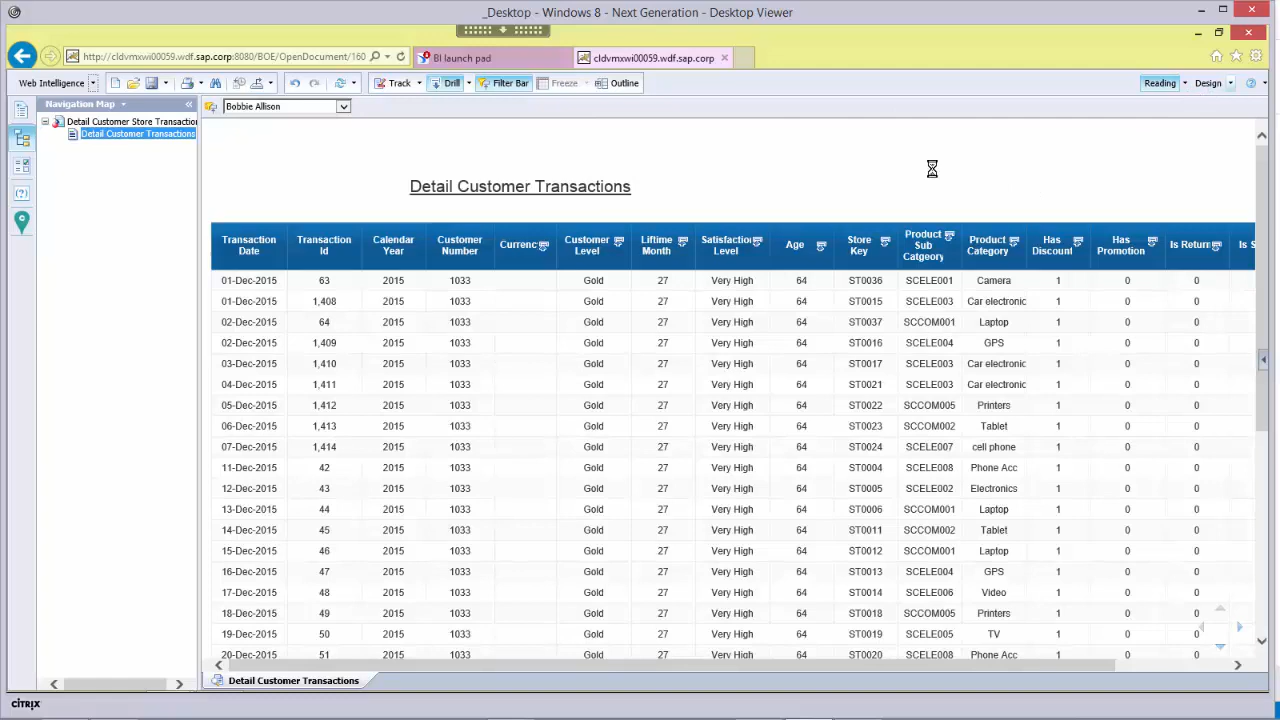 _Desktop - Windows 8 - Next Generation - Desktop Viewer
http://cldvmxwi00059.wdf.sap.corp:8080/BOE/OpenDocument/160
BI launch pad
cldvmxwi00059.wdf.sap.corp
Web Intelligence
Track
Drill
Filter Bar
Freeze
Outline
Reading
Design
Navigation Map
Bobbie Allison
Detail Customer Store Transaction
Detail Customer Transactions
Detail Customer Transactions
Transaction Date Transaction Id Calendar Year Customer Number Currenc Customer Level Liftime Month Satisfaction Level Age Store Key Product Sub Catgeory Product Category Has Discount Has Promotion Is Return Is S
01-Dec-2015 63 2015 1033 Gold 27 Very High 64 ST0036 SCELE001 Camera 1 0 0
01-Dec-2015 1,408 2015 1033 Gold 27 Very High 64 ST0015 SCELE003 Car electronic 1 0 0
02-Dec-2015 64 2015 1033 Gold 27 Very High 64 ST0037 SCCOM001 Laptop 1 0 0
02-Dec-2015 1,409 2015 1033 Gold 27 Very High 64 ST0016 SCELE004 GPS 1 0 0
03-Dec-2015 1,410 2015 1033 Gold 27 Very High 64 ST0017 SCELE003 Car electronic 1 0 0
04-Dec-2015 1,411 2015 1033 Gold 27 Very High 64 ST0021 SCELE003 Car electronic 1 0 0
05-Dec-2015 1,412 2015 1033 Gold 27 Very High 64 ST0022 SCCOM005 Printers 1 0 0
06-Dec-2015 1,413 2015 1033 Gold 27 Very High 64 ST0023 SCCOM002 Tablet 1 0 0
07-Dec-2015 1,414 2015 1033 Gold 27 Very High 64 ST0024 SCELE007 cell phone 1 0 0
11-Dec-2015 42 2015 1033 Gold 27 Very High 64 ST0004 SCELE008 Phone Acc 1 0 0
12-Dec-2015 43 2015 1033 Gold 27 Very High 64 ST0005 SCELE002 Electronics 1 0 0
13-Dec-2015 44 2015 1033 Gold 27 Very High 64 ST0006 SCCOM001 Laptop 1 0 0
14-Dec-2015 45 2015 1033 Gold 27 Very High 64 ST0011 SCCOM002 Tablet 1 0 0
15-Dec-2015 46 2015 1033 Gold 27 Very High 64 ST0012 SCCOM001 Laptop 1 0 0
16-Dec-2015 47 2015 1033 Gold 27 Very High 64 ST0013 SCELE004 GPS 1 0 0
17-Dec-2015 48 2015 1033 Gold 27 Very High 64 ST0014 SCELE006 Video 1 0 0
18-Dec-2015 49 2015 1033 Gold 27 Very High 64 ST0018 SCCOM005 Printers 1 0 0
19-Dec-2015 50 2015 1033 Gold 27 Very High 64 ST0019 SCELE005 TV 1 0 0
20-Dec-2015 51 2015 1033 Gold 27 Very High 64 ST0020 SCELE008 Phone Acc 1 0 0
Detail Customer Transactions
CİTRİX